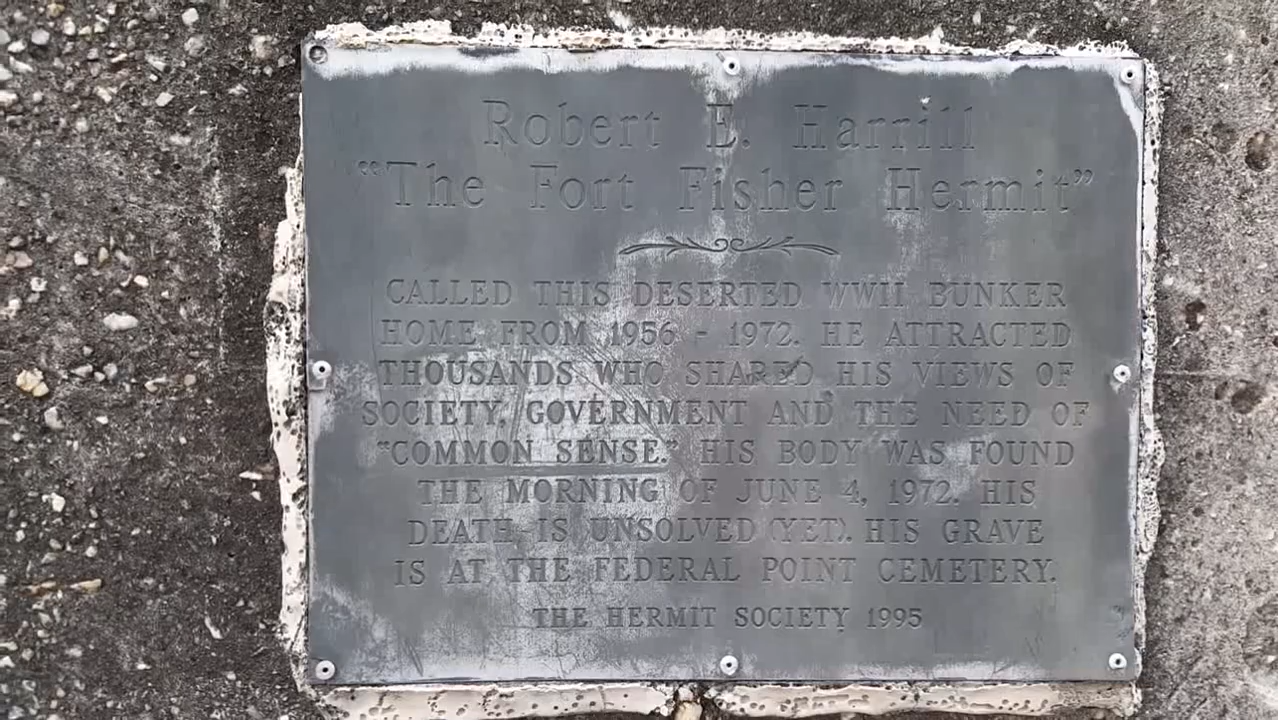 Robert E. Harrill
“The Fort Fisher Hermit”
CALLED THIS DESERTED WWII BUNKER
HOME FROM 1956 - 1972. HE ATTRACTED
THOUSANDS WHO SHARED HIS VIEWS OF
SOCIETY, GOVERNMENT AND THE NEED OF
“COMMON SENSE.” HIS BODY WAS FOUND
THE MORNING OF JUNE 4, 1972. HIS
DEATH IS UNSOLVED (YET). HIS GRAVE
IS AT THE FEDERAL POINT CEMETERY.
THE HERMIT SOCIETY 1995